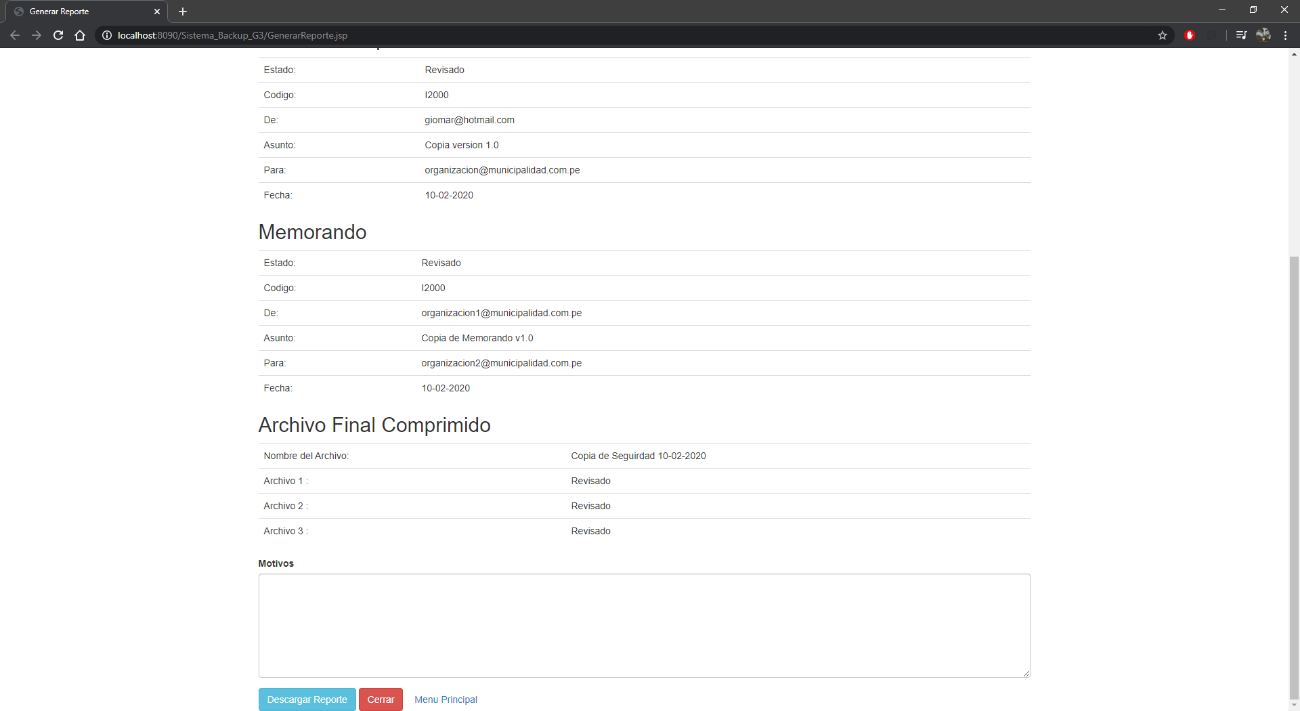 Generar Reporte
localhost:8090/Sistema_Backup_G3/GenerarReporte.jsp
Estado: Revisado
Codigo: I2000
De: giomar@hotmail.com
Asunto: Copia version 1.0
Para: organizacion@municipalidad.com.pe
Fecha: 10-02-2020
Memorando
Estado: Revisado
Codigo: I2000
De: organizacion1@municipalidad.com.pe
Asunto: Copia de Memorando v1.0
Para: organizacion2@municipalidad.com.pe
Fecha: 10-02-2020
Archivo Final Comprimido
Nombre del Archivo: Copia de Seguirdad 10-02-2020
Archivo 1 : Revisado
Archivo 2 : Revisado
Archivo 3 : Revisado
Motivos
Descargar Reporte Cerrar Menu Principal